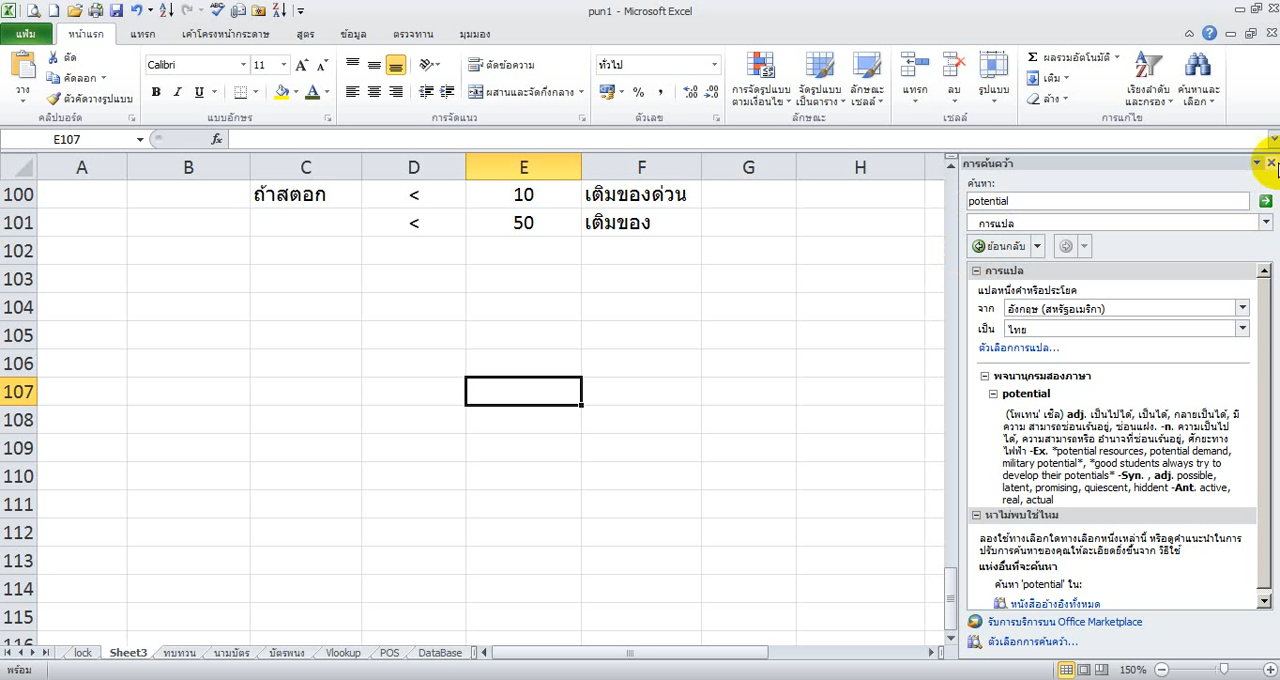 pun1 - Microsoft Excel
แฟ้ม หน้าแรก แทรก เค้าโครงหน้ากระดาษ สูตร ข้อมูล ตรวจทาน มุมมอง
วาง
ตัด
คัดลอก
ตัวคัดวางรูปแบบ
คลิปบอร์ด
Calibri 11
B I U
แบบอักษร
ตัดข้อความ
ผสานและจัดกึ่งกลาง
การจัดแนว
ทั่วไป
ตัวเลข
การจัดรูปแบบ จัดรูปแบบ ลักษณะ
ตามเงื่อนไข เป็นตาราง เซลล์
ลักษณะ
แทรก ลบ รูปแบบ
เซลล์
Σ ผลรวมอัตโนมัติ
เติม
ล้าง
เรียงลำดับ ค้นหาและ
และกรอง เลือก
การแก้ไข
E107 fx
A B C D E F G H
100 ถ้าสตอก < 10 เติมของด่วน
101 < 50 เติมของ
102
103
104
105
106
107
108
109
110
111
112
113
114
115
116
การค้นคว้า
ค้นหา:
potential
การแปล
ย้อนกลับ
การแปล
แปลหนึ่งคำหรือประโยค
จาก อังกฤษ (สหรัฐอเมริกา)
เป็น ไทย
ตัวเลือกการแปล...
พจนานุกรมสองภาษา
potential
(โพเทน' เชิ่ล) adj. เป็นไปได้, เป็นได้, กลายเป็นได้, มี
ความ สามารถซ่อนเร้นอยู่, ซ่อนแฝง. -n. ความเป็นไป
ได้, ความสามารถหรือ อำนาจที่ซ่อนเร้นอยู่, ศักยะทาง
ไฟฟ้า -Ex. *potential resources, potential demand,
military potential*, *good students always try to
develop their potentials* -Syn. , adj. possible,
latent, promising, quiescent, hiddent -Ant. active,
real, actual
หาไม่พบใช่ไหม
ลองใช้ทางเลือกใดทางเลือกหนึ่งเหล่านี้ หรือดูคำแนะนำในการ
ปรับการค้นหาของคุณให้ละเอียดยิ่งขึ้นจาก วิธีใช้
แห่งอื่นที่จะค้นหา
ค้นหา 'potential' ใน:
หนังสืออ้างอิงทั้งหมด
รับการบริการบน Office Marketplace
ตัวเลือกการค้นคว้า...
lock Sheet3 ทบทวน นามบัตร บัตรพนง Vlookup POS DataBase
พร้อม 150%